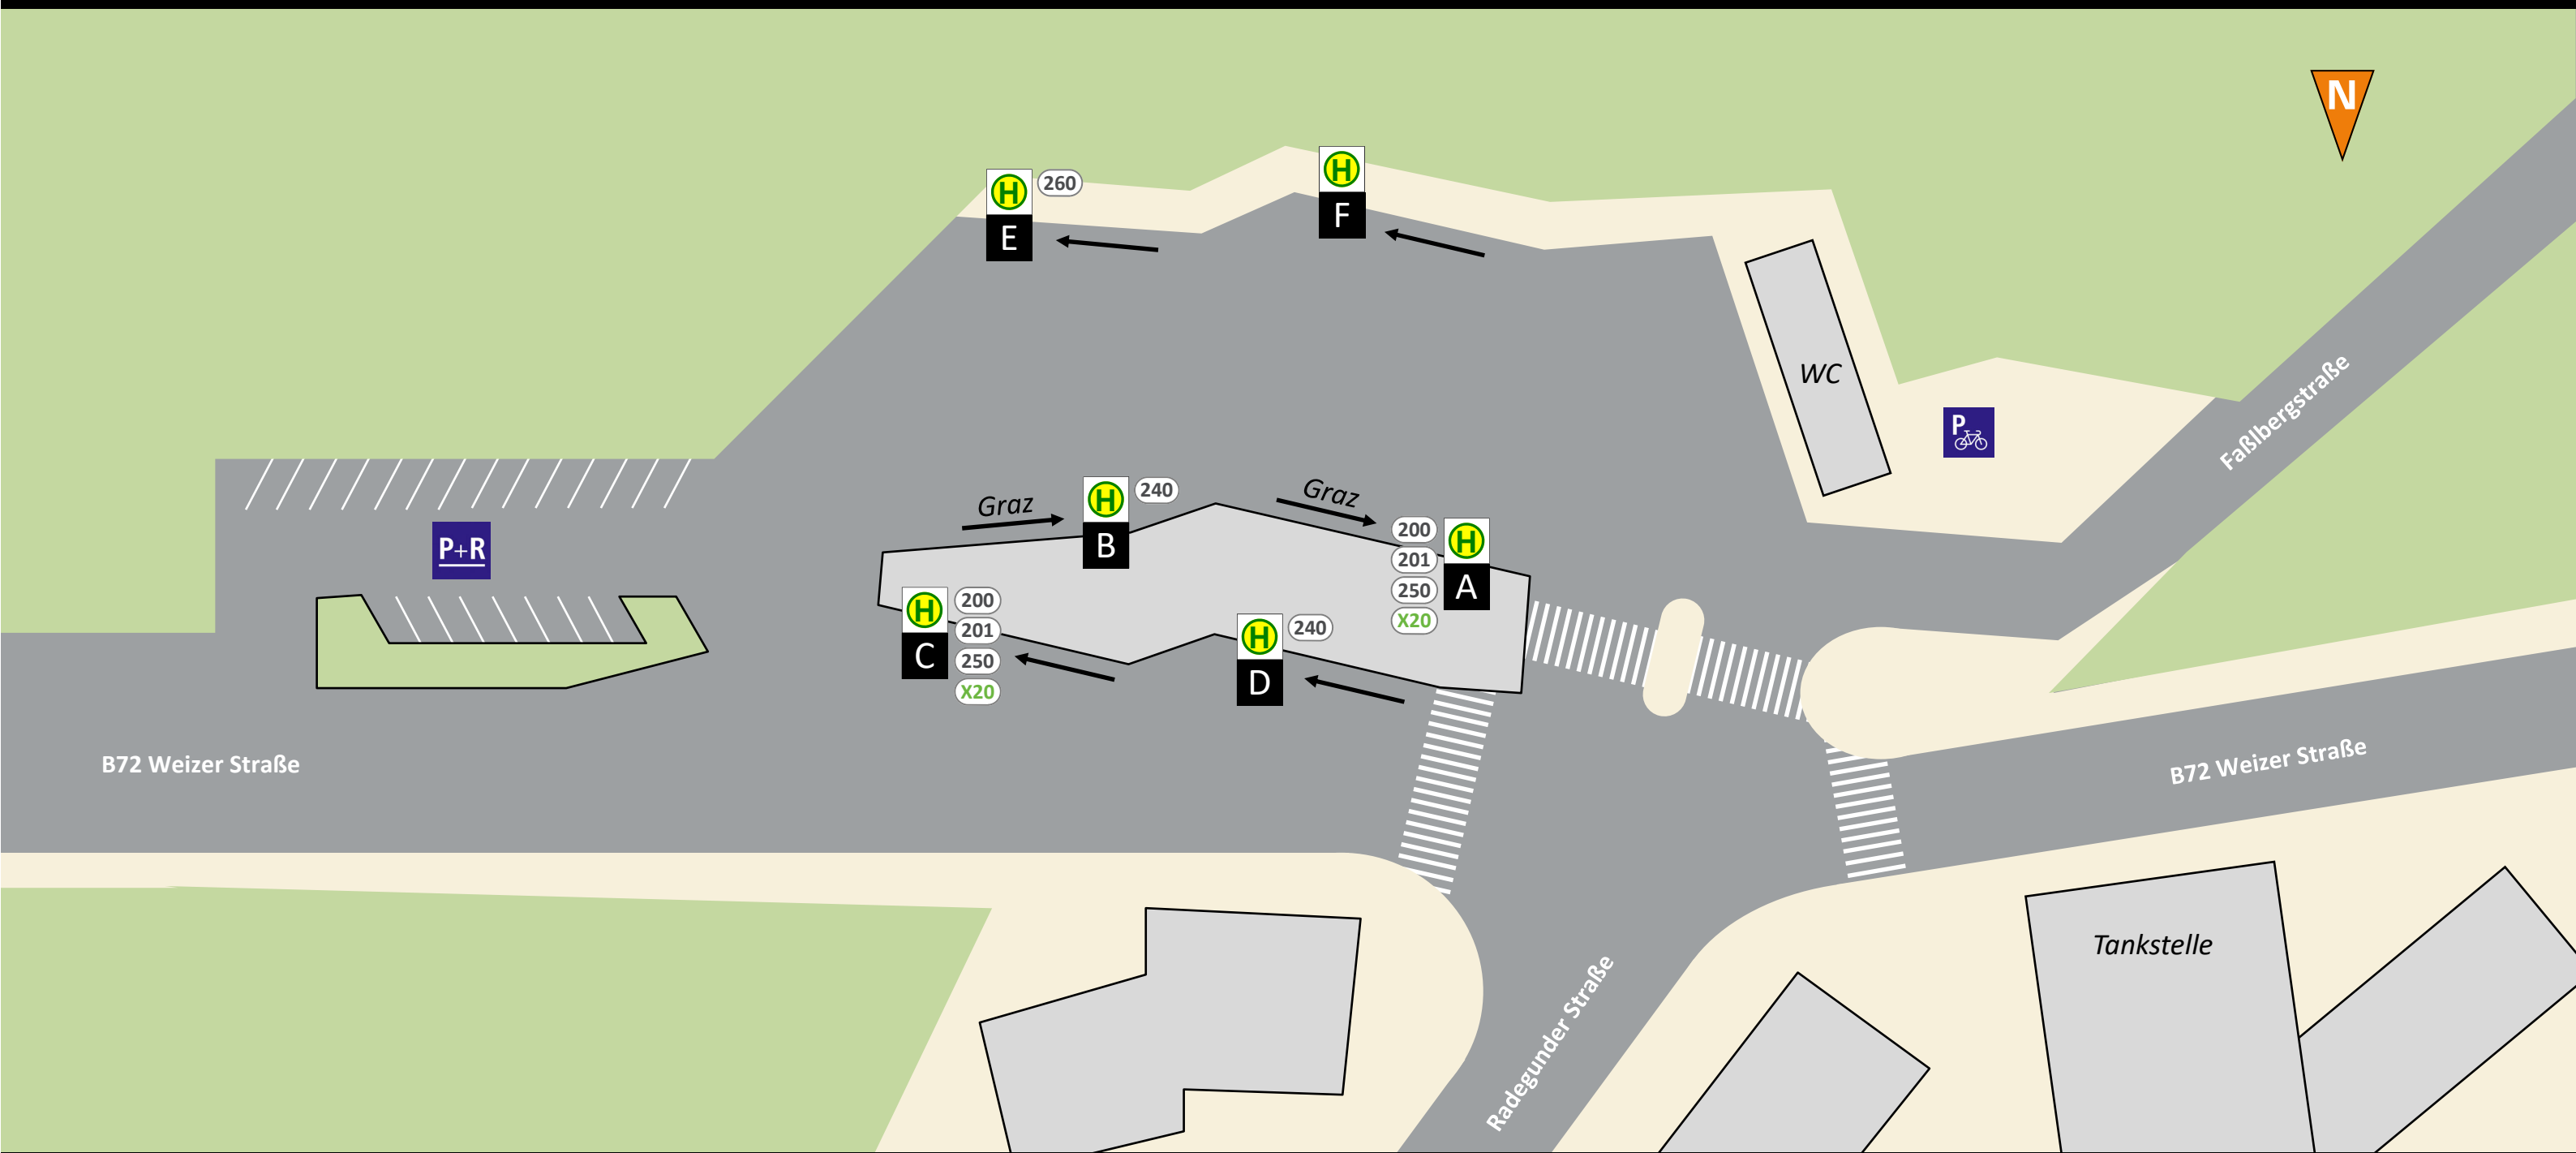 N
H
260
E
H
F
WC
P
Faßlbergstraße
Graz
H
240
B
Graz
200
201
250
X20
H
A
P+R
H
C
200
201
250
X20
H
240
D
B72 Weizer Straße
B72 Weizer Straße
Tankstelle
Radegunder Straße